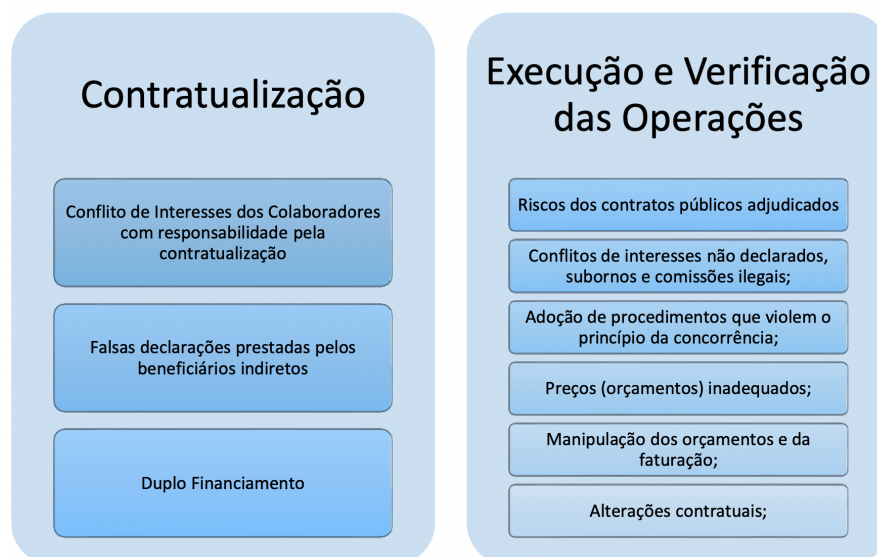 Contratualização
Conflito de Interesses dos Colaboradores
com responsabilidade pela
contratualização
Falsas declarações prestadas pelos
beneficiários indiretos
Duplo Financiamento
Execução e Verificação
das Operações
Riscos dos contratos públicos adjudicados
Conflitos de interesses não declarados,
subornos e comissões ilegais;
Adoção de procedimentos que violem o
princípio da concorrência;
Preços (orçamentos) inadequados;
Manipulação dos orçamentos e da
faturação;
Alterações contratuais;